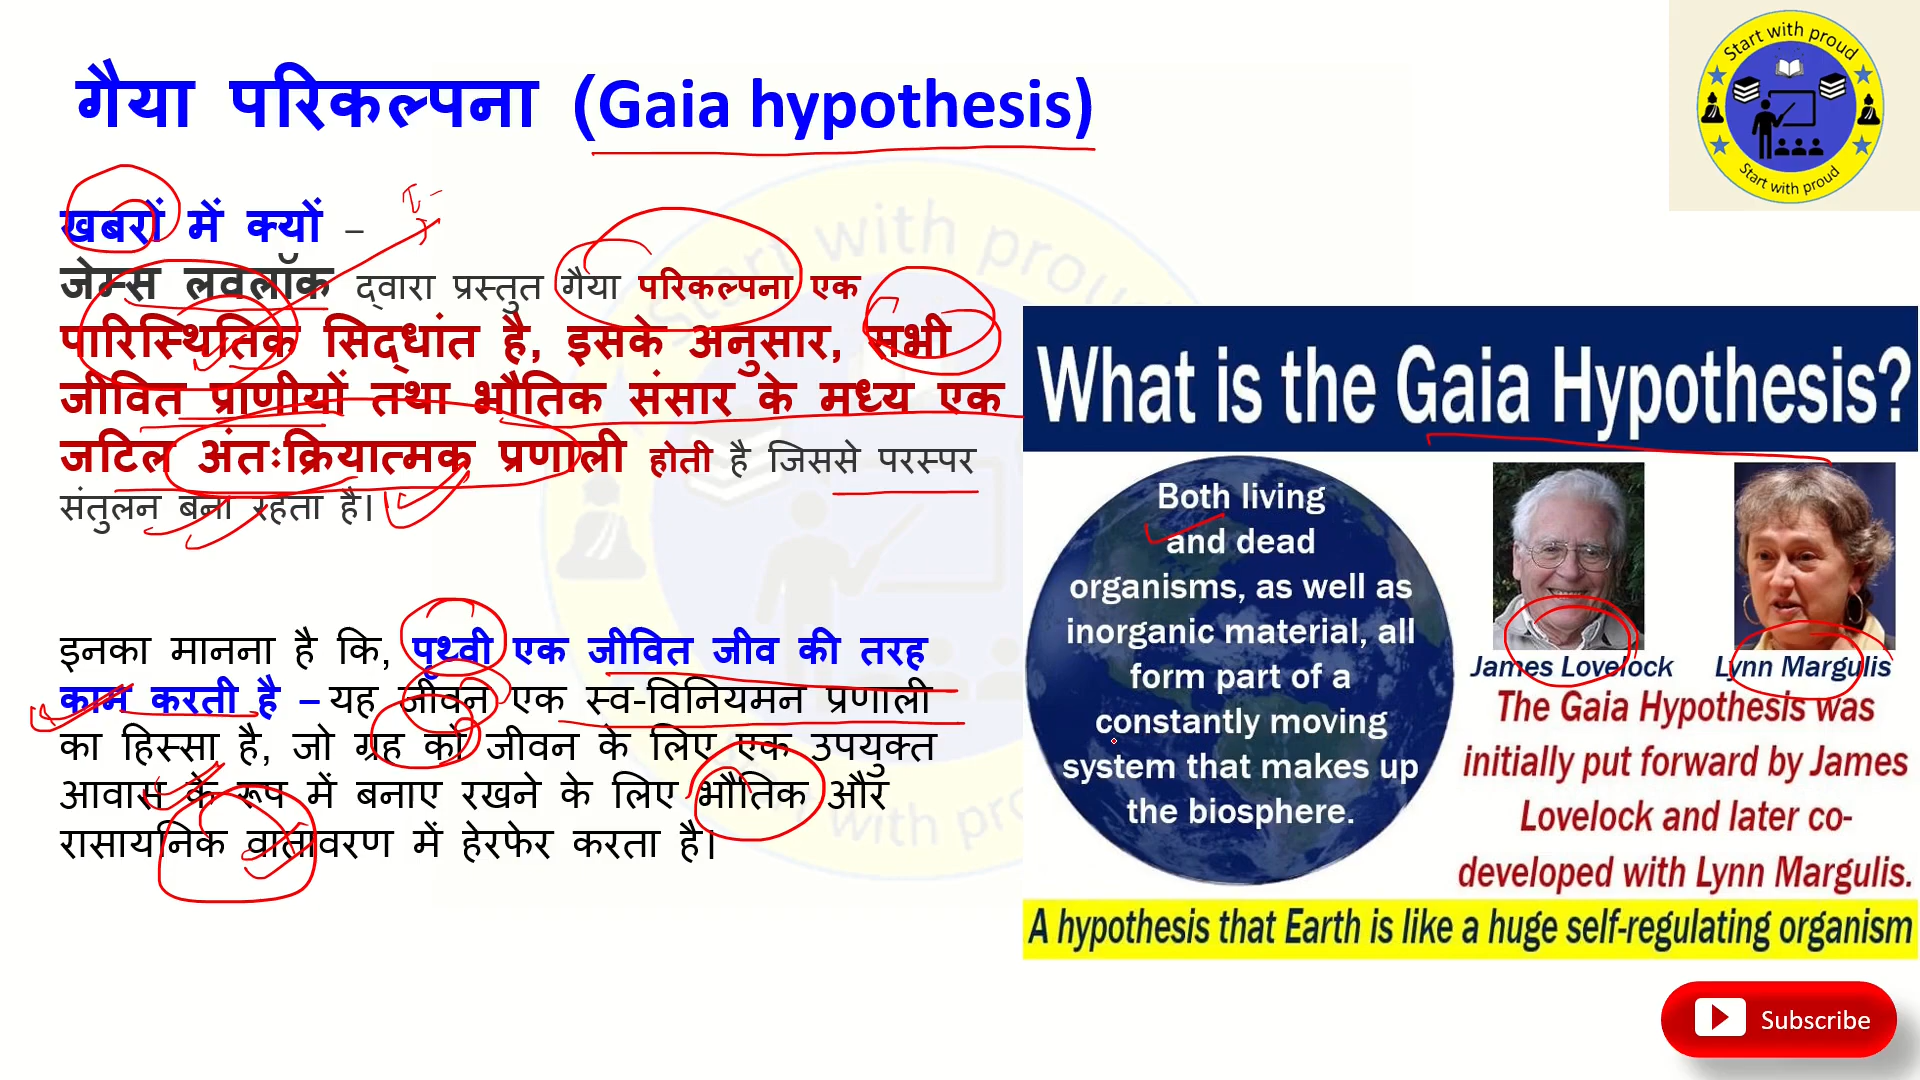 गैया परिकल्पना (Gaia hypothesis)
Start with proud
Start with proud
खबरों में क्यों –
जेम्स लवलॉक द्वारा प्रस्तुत गैया परिकल्पना एक
पारिस्थितिक सिद्धांत है, इसके अनुसार, सभी
जीवित प्राणीयों तथा भौतिक संसार के मध्य एक
जटिल अंतःक्रियात्मक प्रणाली होती है जिससे परस्पर
संतुलन बना रहता है।
इनका मानना है कि, पृथ्वी एक जीवित जीव की तरह
काम करती है – यह जीवन एक स्व-विनियमन प्रणाली
का हिस्सा है, जो ग्रह को जीवन के लिए एक उपयुक्त
आवास के रूप में बनाए रखने के लिए भौतिक और
रासायनिक वातावरण में हेरफेर करता है।
What is the Gaia Hypothesis?
Both living
and dead
organisms, as well as
inorganic material, all
form part of a
constantly moving
system that makes up
the biosphere.
James Lovelock Lynn Margulis
The Gaia Hypothesis was
initially put forward by James
Lovelock and later co-
developed with Lynn Margulis.
A hypothesis that Earth is like a huge self-regulating organism
Subscribe
Start with proud
with pro